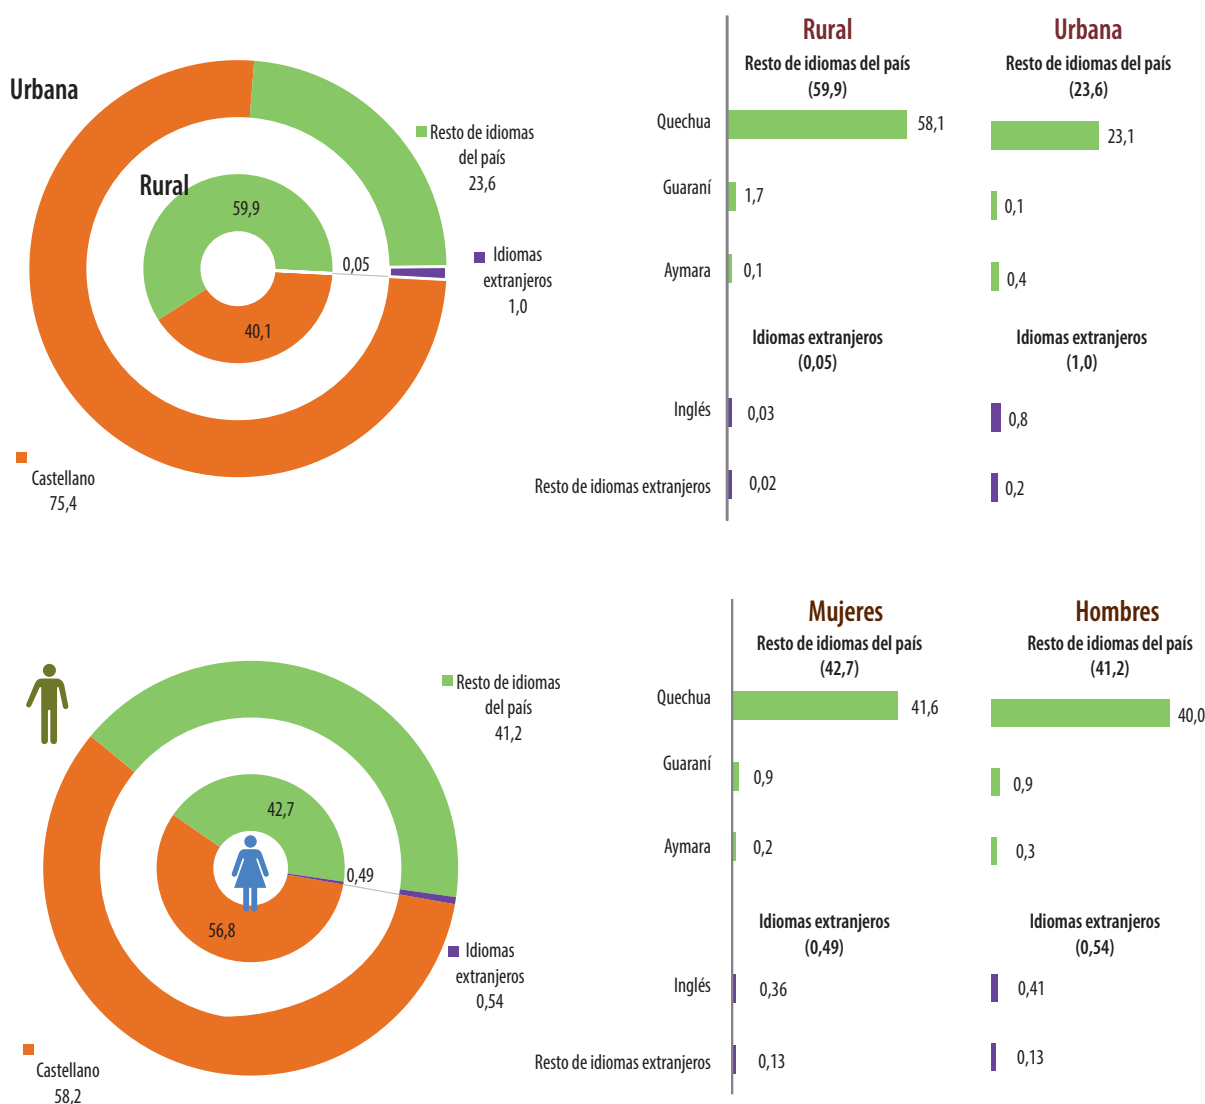 Urbana
Rural
59,9
40,1
0,05
Resto de idiomas
del país
23,6
Idiomas
extranjeros
1,0
Castellano
75,4
Rural
Resto de idiomas del país
(59,9)
Urbana
Resto de idiomas del país
(23,6)
Quechua
58,1
23,1
Guaraní
1,7
0,1
Aymara
0,1
0,4
Idiomas extranjeros
(0,05)
Idiomas extranjeros
(1,0)
Inglés
0,03
0,8
Resto de idiomas extranjeros
0,02
0,2
Resto de idiomas
del país
41,2
42,7
0,49
56,8
Idiomas
extranjeros
0,54
Castellano
58,2
Mujeres
Resto de idiomas del país
(42,7)
Hombres
Resto de idiomas del país
(41,2)
Quechua
41,6
40,0
Guaraní
0,9
0,9
Aymara
0,2
0,3
Idiomas extranjeros
(0,49)
Idiomas extranjeros
(0,54)
Inglés
0,36
0,41
Resto de idiomas extranjeros
0,13
0,13